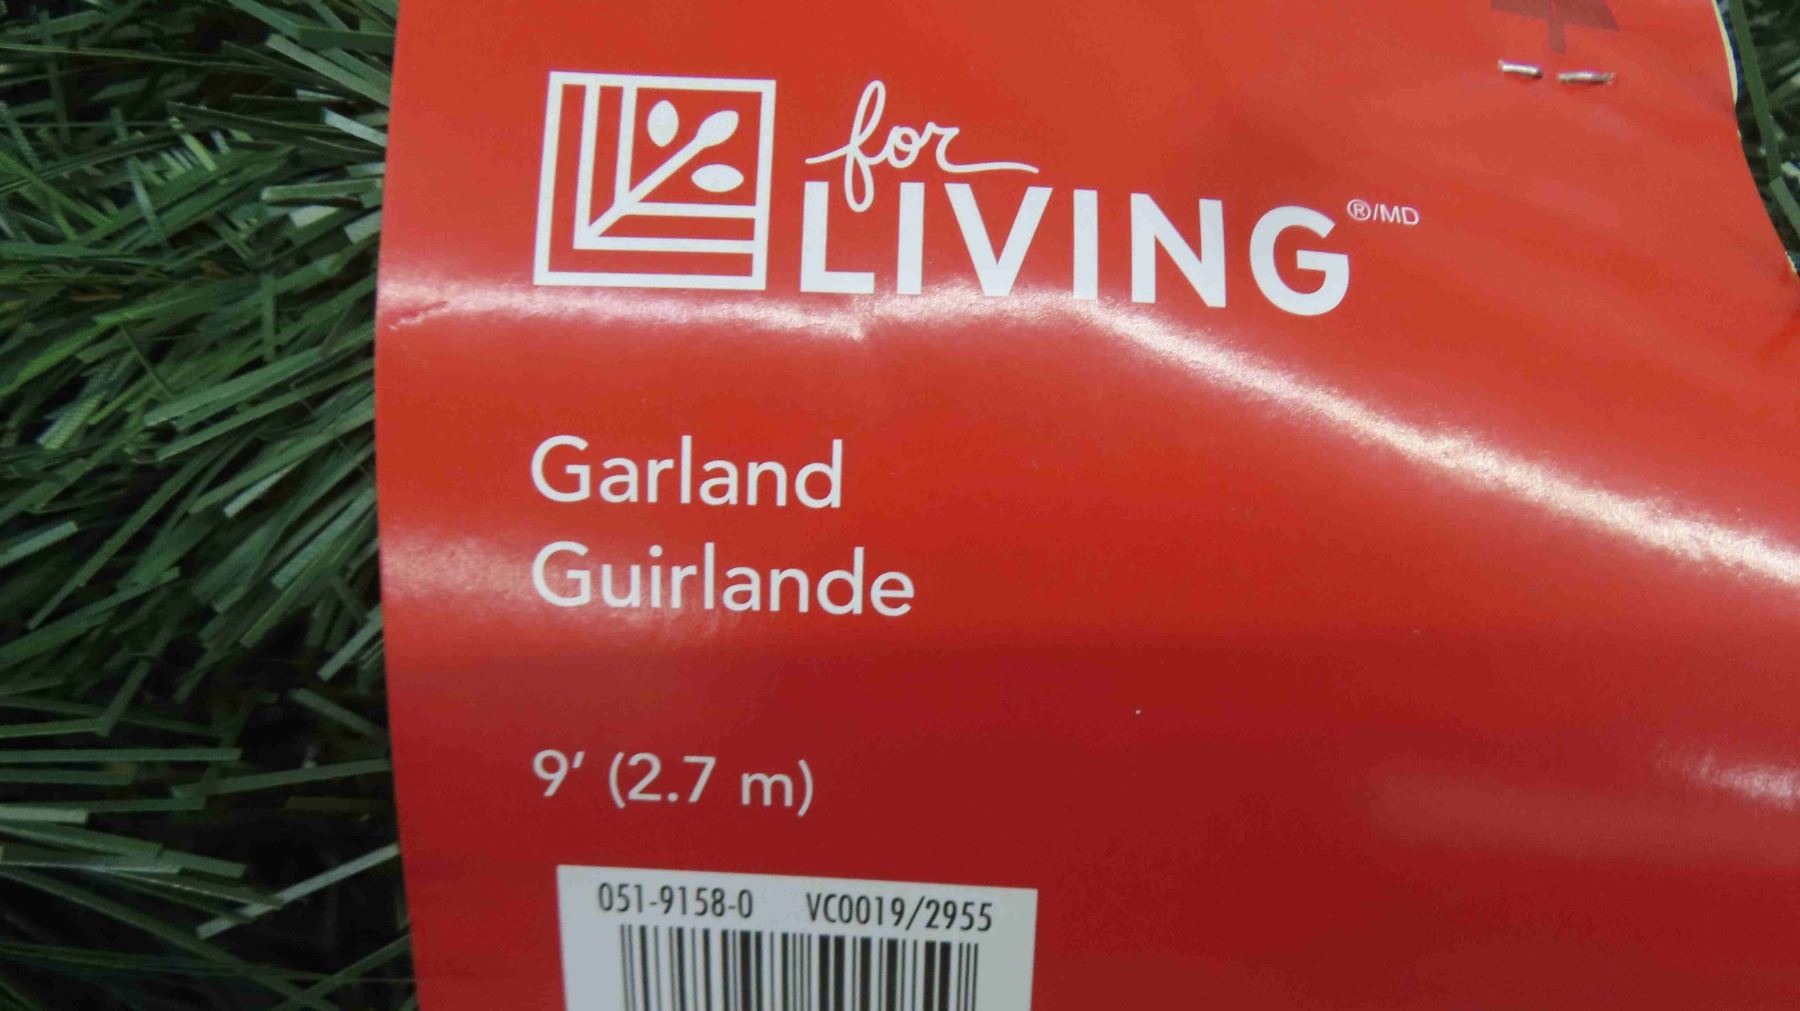 for
LIVING®/MD
Garland
Guirlande
9' (2.7 m)
051-9158-0 VC0019/2955